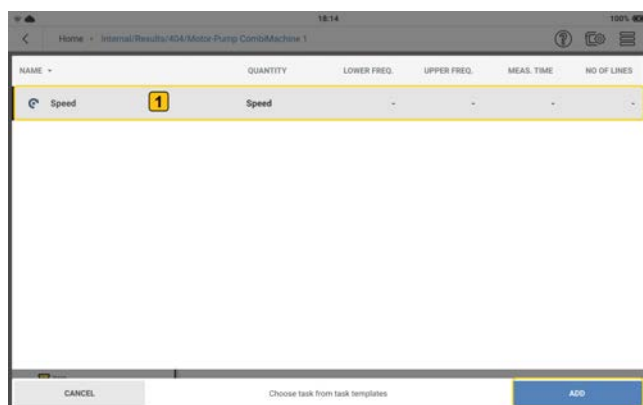 18:14
100%
Home - Internal/Results/404/Motor-Pump CombiMachine 1
NAME QUANTITY LOWER FREQ. UPPER FREQ. MEAS. TIME NO OF LINES
Speed 1 Speed - - - -
CANCEL Choose task from task templates ADD